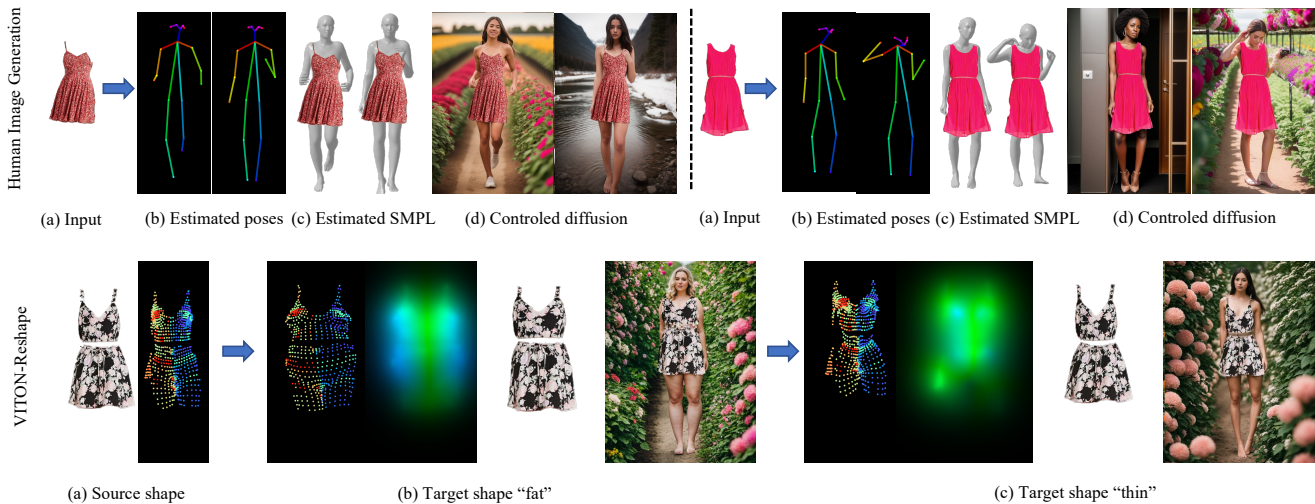 Human Image Generation
(a) Input
(b) Estimated poses
(c) Estimated SMPL
(d) Controled diffusion
(a) Input
(b) Estimated poses
(c) Estimated SMPL
(d) Controled diffusion
VITON-Reshape
(a) Source shape
(b) Target shape “fat”
(c) Target shape “thin”